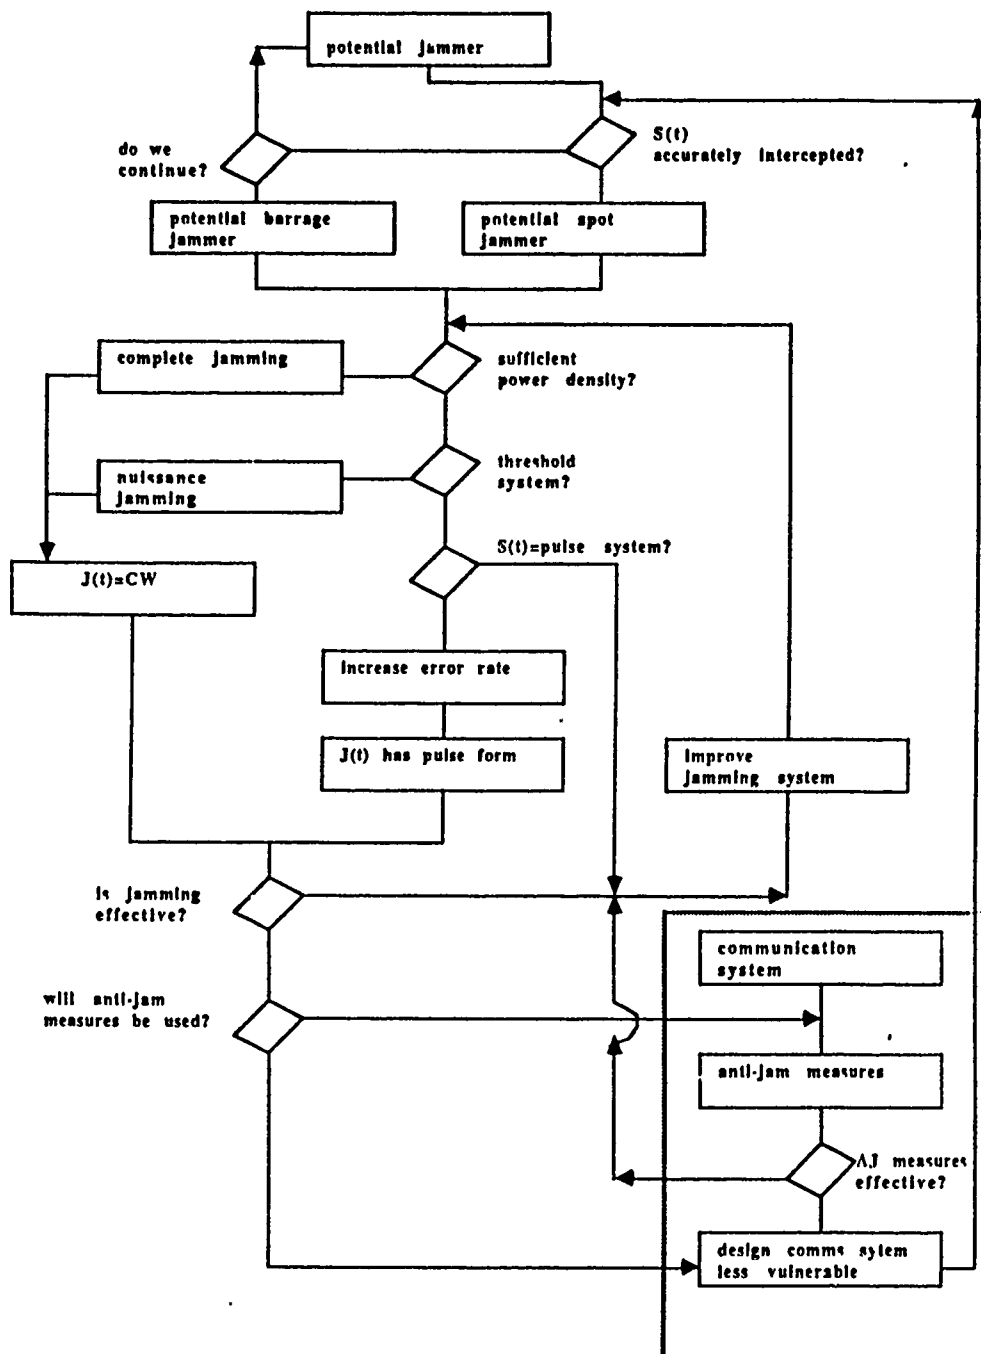 potential jammer
do we
continue?
S(t)
accurately intercepted?
potential barrage
jammer
potential spot
jammer
complete jamming
sufficient
power density?
nuissance
jamming
threshold
system?
S(t)=pulse system?
J(t)=CW
increase error rate
J(t) has pulse form
improve
jamming system
is jamming
effective?
communication
system
will anti-jam
measures be used?
anti-jam measures
AJ measures
effective?
design comms sytem
less vulnerable